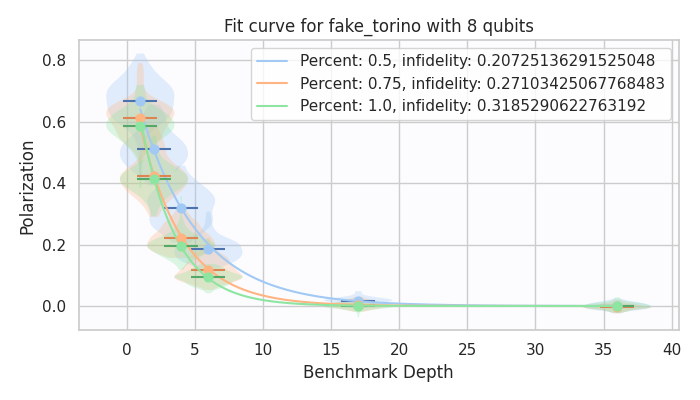 Fit curve for fake_torino with 8 qubits
Percent: 0.5, infidelity: 0.20725136291525048
Percent: 0.75, infidelity: 0.27103425067768483
Percent: 1.0, infidelity: 0.3185290622763192
Polarization
0.8
0.6
0.4
0.2
0.0
0 5 10 15 20 25 30 35 40
Benchmark Depth